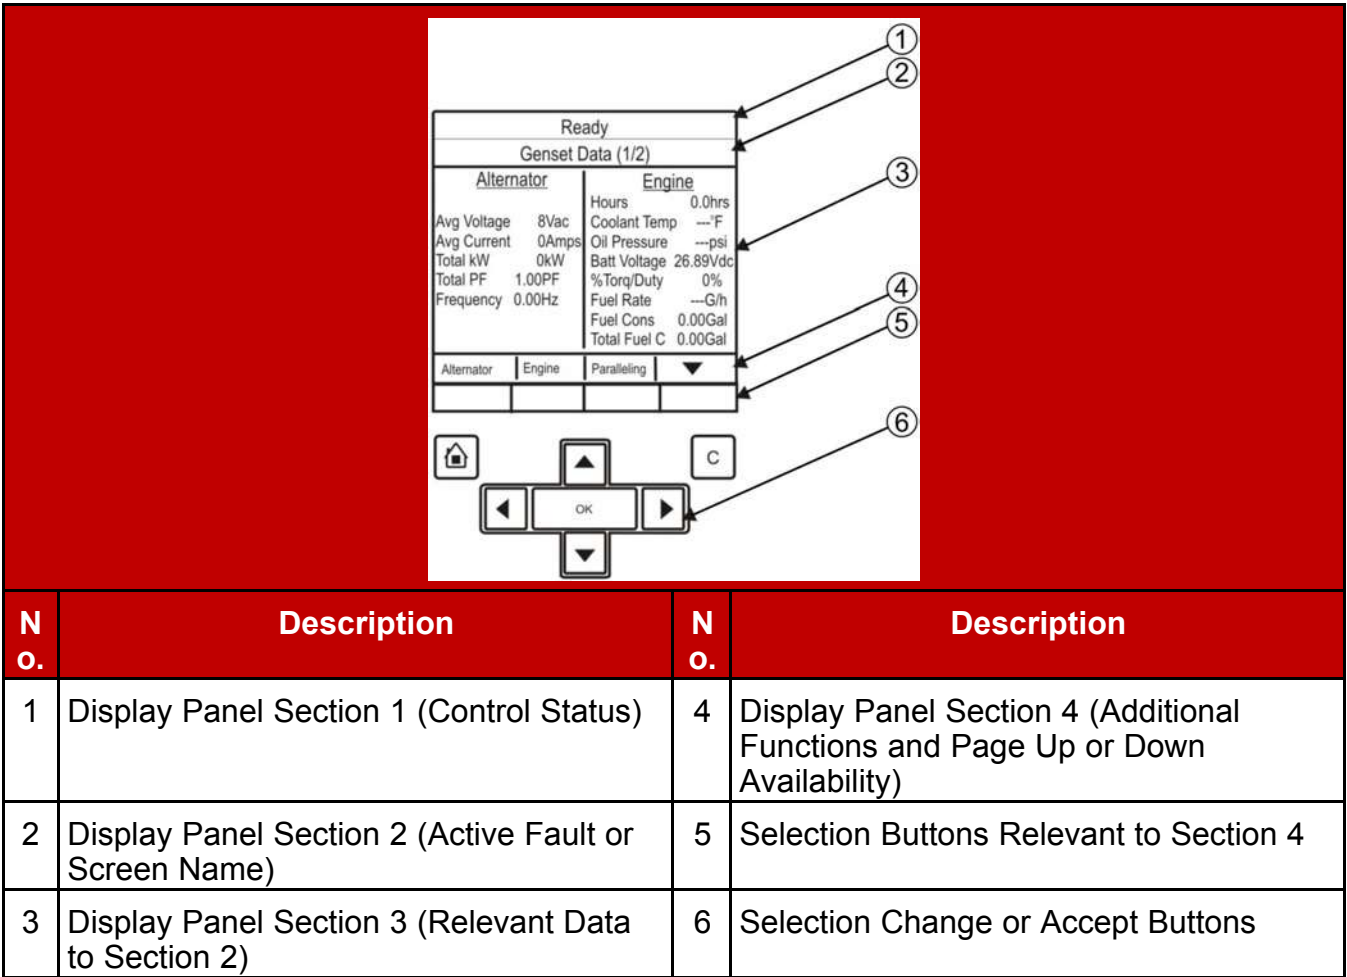 1
2
Ready
Genset Data (1/2)
3
Alternator
Avg Voltage 8Vac
Avg Current 0Amps
Total kW 0kW
Total PF 1.00PF
Frequency 0.00Hz
Engine
Hours 0.0hrs
Coolant Temp ---°F
Oil Pressure ---psi
Batt Voltage 26.89Vdc
%Torq/Duty 0%
Fuel Rate ---G/h
Fuel Cons 0.00Gal
Total Fuel C 0.00Gal
4
5
Alternator Engine Paralleling
6
C
OK
No. Description No. Description
1 Display Panel Section 1 (Control Status)
4 Display Panel Section 4 (Additional
Functions and Page Up or Down
Availability)
2 Display Panel Section 2 (Active Fault or
Screen Name)
5 Selection Buttons Relevant to Section 4
3 Display Panel Section 3 (Relevant Data
to Section 2)
6 Selection Change or Accept Buttons